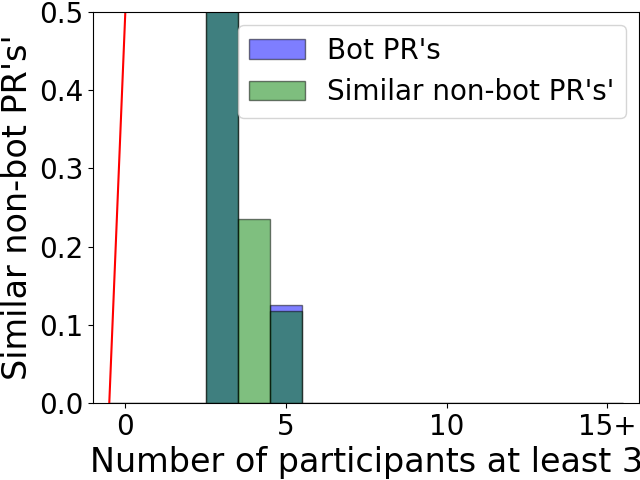 0.5
0.4
0.3
0.2
0.1
0.0
Similar non-bot PR's'
Bot PR's
Similar non-bot PR's'
0 5 10 15+
Number of participants at least 3